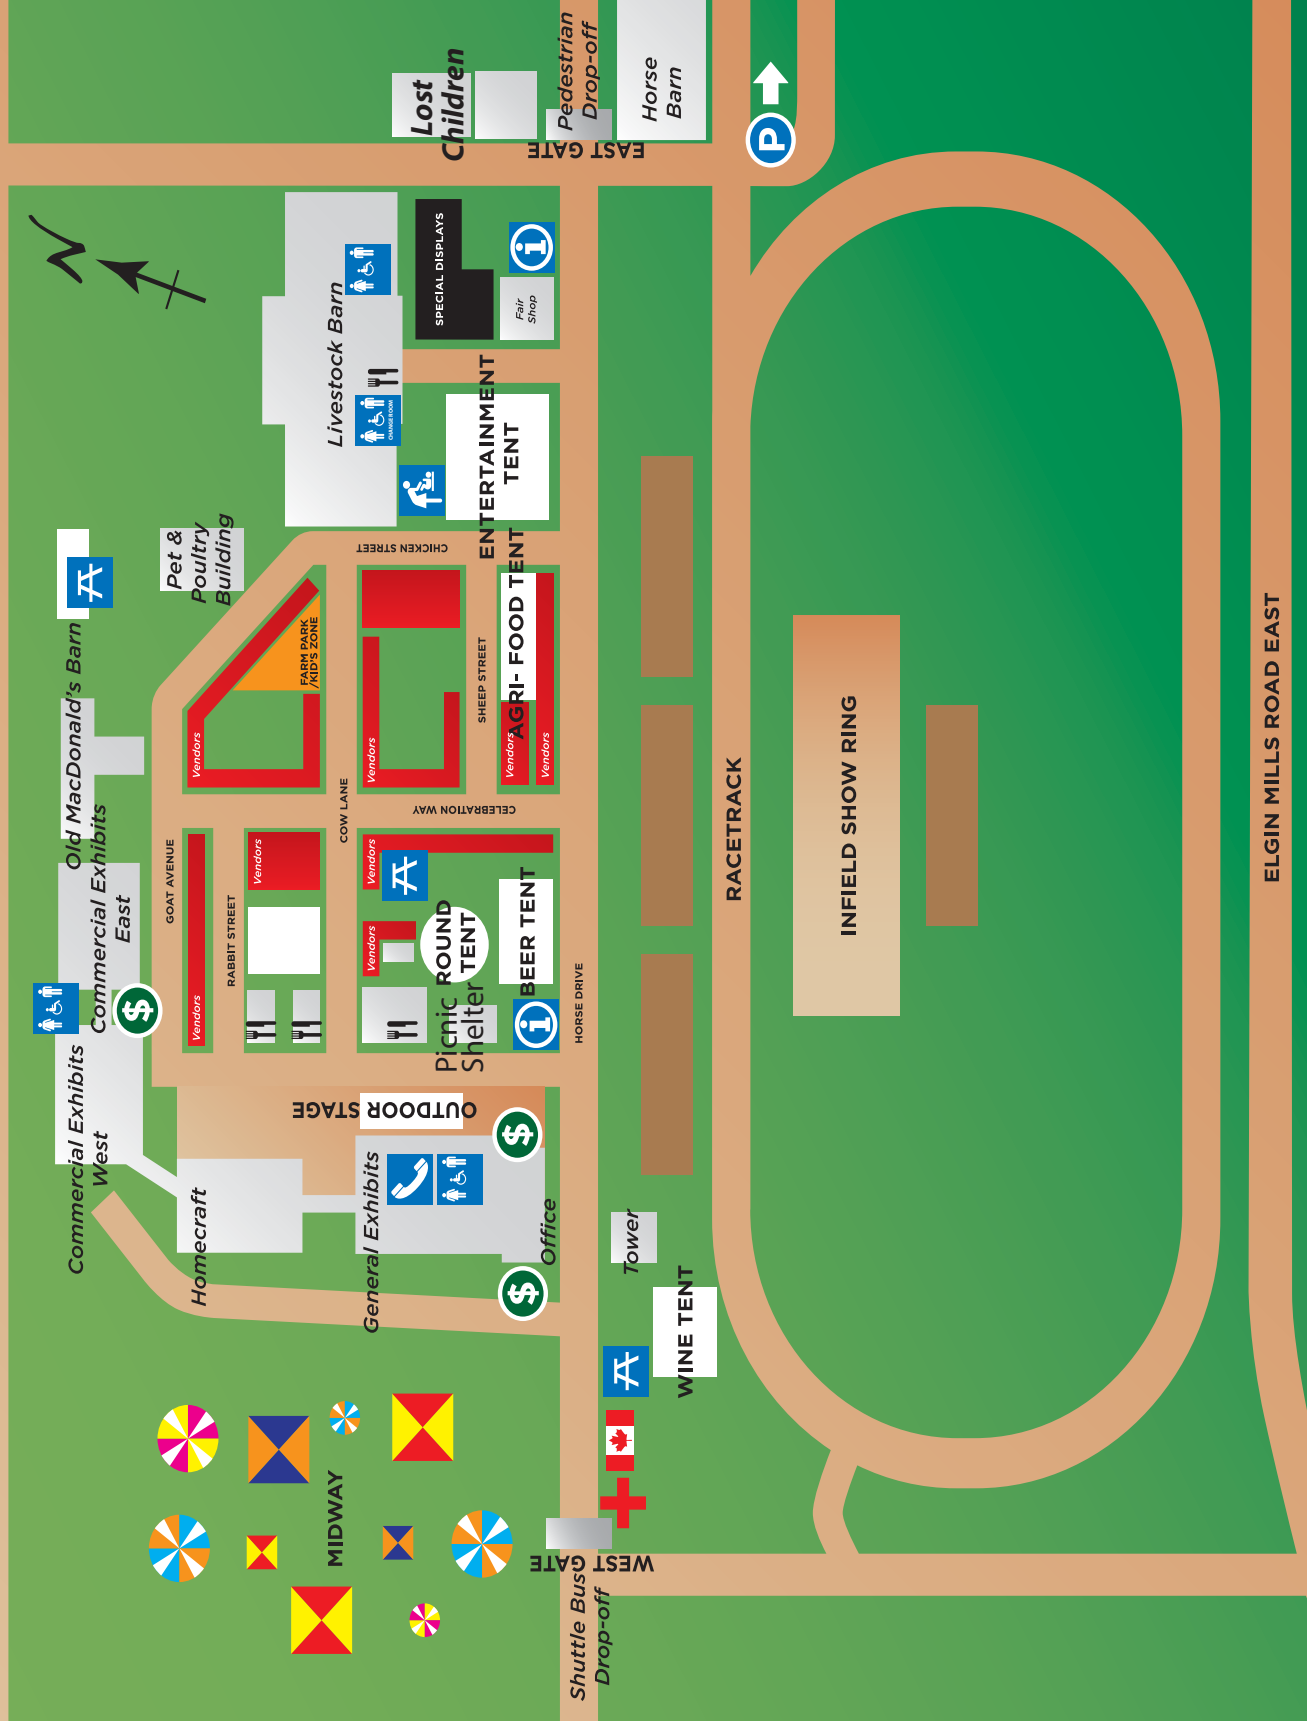 Lost
Children
Pedestrian
Drop-off
Horse
Barn
EAST GATE
P
N
Livestock Barn
SPECIAL DISPLAYS
i
Fair
Shop
CHANGE ROOM
ENTERTAINMENT
TENT
Pet &
Poultry
Building
CHICKEN STREET
Old MacDonald's Barn
FARM PARK
/KID'S ZONE
Vendors
Vendors
SHEEP STREET
AGRI- FOOD TENT
Vendors
Vendors
COW LANE
CELEBRATION WAY
Commercial Exhibits
East
GOAT AVENUE
RABBIT STREET
Vendors
Vendors
Vendors
Vendors
ROUND
TENT
BEER TENT
Picnic
Shelter
i
HORSE DRIVE
$
Commercial Exhibits
West
OUTDOOR STAGE
$
Homecraft
General Exhibits
Office
$
Tower
WINE TENT
RACETRACK
INFIELD SHOW RING
ELGIN MILLS ROAD EAST
MIDWAY
WEST GATE
Shuttle Bus
Drop-off